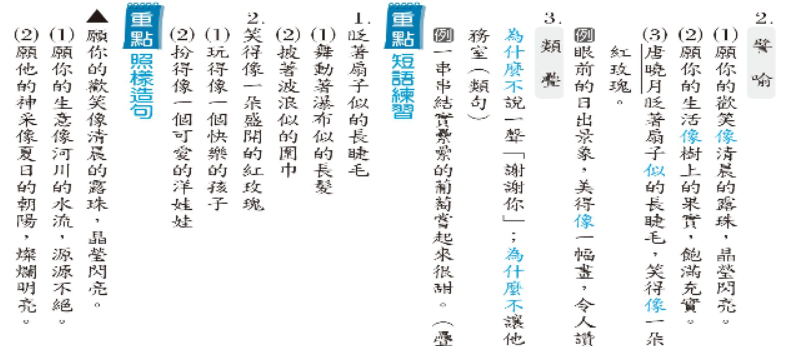 2. 譬喻
(1)願你的歡笑像清晨的露珠，晶瑩閃亮。
(2)願你的生活像樹上的果實，飽滿充實。
(3)唐曉月眨著扇子似的長睫毛，笑得像一朵
紅玫瑰。
例眼前的日出景象，美得像一幅畫，令人讚
3. 類疊
為什麼不說一聲「謝謝你」；為什麼不讓他
務室（類句）
例一串串結實纍纍的葡萄嘗起來很甜。（疊
重點 短語練習
1. 眨著扇子似的長睫毛
(1)舞動著瀑布似的長髮
(2)披著波浪似的圍巾
2. 笑得像一朵盛開的紅玫瑰
(1)玩得像一個快樂的孩子
(2)扮得像一個可愛的洋娃娃
重點 照樣造句
▲願你的歡笑像清晨的露珠，晶瑩閃亮。
(1)願你的生意像河川的水流，源源不絕。
(2)願他的神采像夏日的朝陽，燦爛明亮。